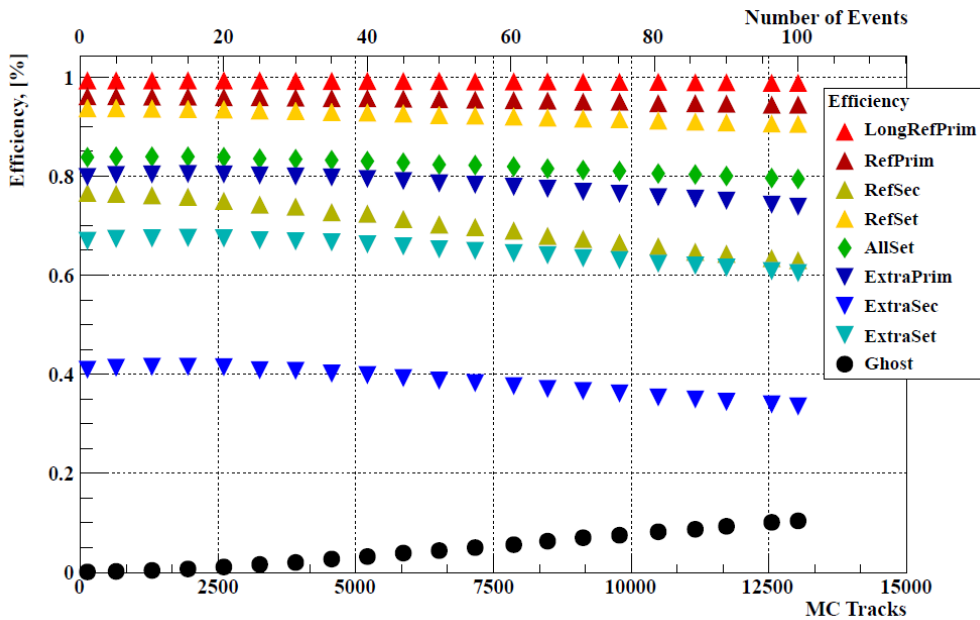 Number of Events
0 20 40 60 80 100
Efficiency, [%]
1
0.8
0.6
0.4
0.2
0
Efficiency
LongRefPrim
RefPrim
RefSec
RefSet
AllSet
ExtraPrim
ExtraSec
ExtraSet
Ghost
0 2500 5000 7500 10000 12500 15000
MC Tracks